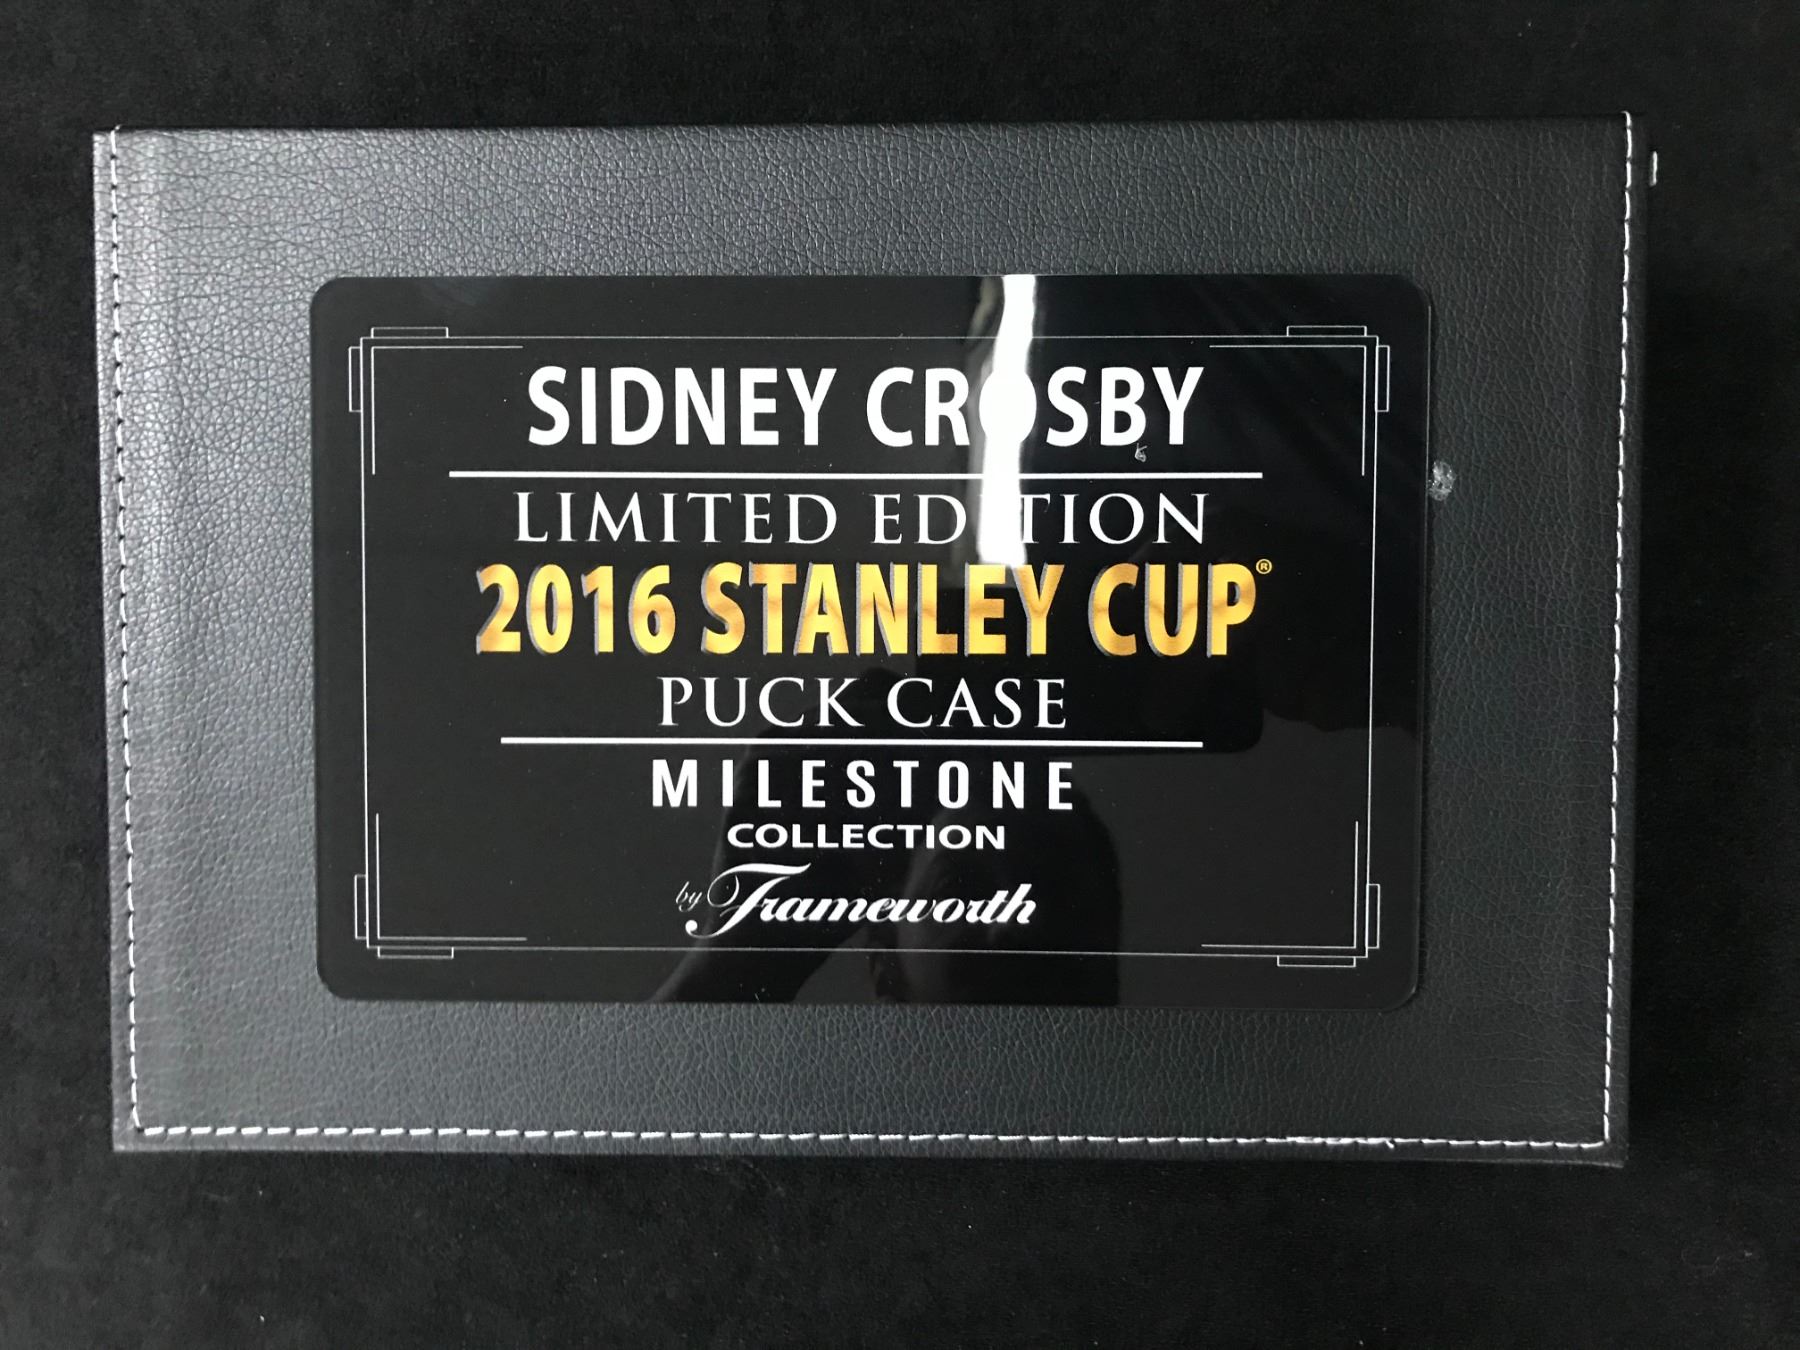 SIDNEY CROSBY
LIMITED EDITION
2016 STANLEY CUP®
PUCK CASE
MILESTONE
COLLECTION
by Frameworth